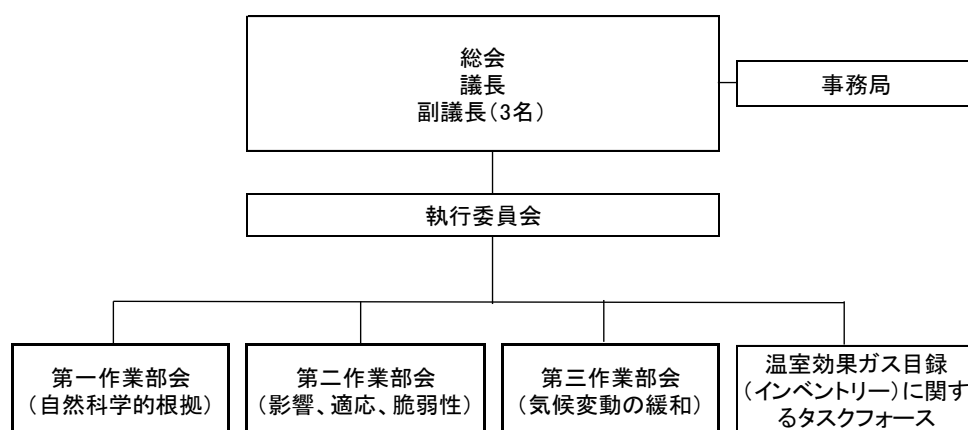 総会
議長
副議長(3名)
事務局
執行委員会
第一作業部会
(自然科学的根拠)
第二作業部会
(影響、適応、脆弱性)
第三作業部会
(気候変動の緩和)
温室効果ガス目録
(インベントリー)に関す
るタスクフォース